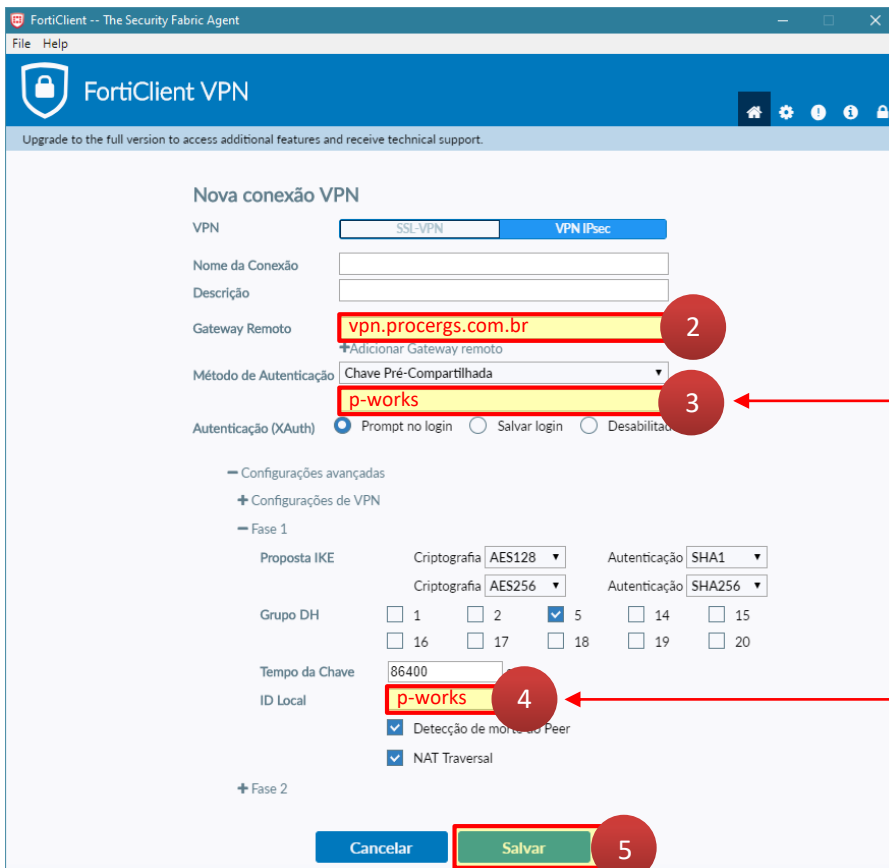 FortiClient -- The Security Fabric Agent
File Help
FortiClient VPN
Upgrade to the full version to access additional features and receive technical support.
Nova conexão VPN
VPN SSL-VPN VPN IPsec
Nome da Conexão
Descrição
Gateway Remoto vpn.procergs.com.br 2
+Adicionar Gateway remoto
Método de Autenticação Chave Pré-Compartilhada
p-works 3
Autenticação (XAuth) Prompt no login Salvar login
Configurações avançadas
+ Configurações de VPN
Fase 1
Proposta IKE Criptografia AES128 Autenticação SHA1
Criptografia AES256 Autenticação SHA256
Grupo DH 1 2 5 14 15
16 17 18 19 20
Tempo da Chave 86400
ID Local p-works 4
Detecção de morte do Peer
NAT Traversal
+ Fase 2
Cancelar Salvar 5